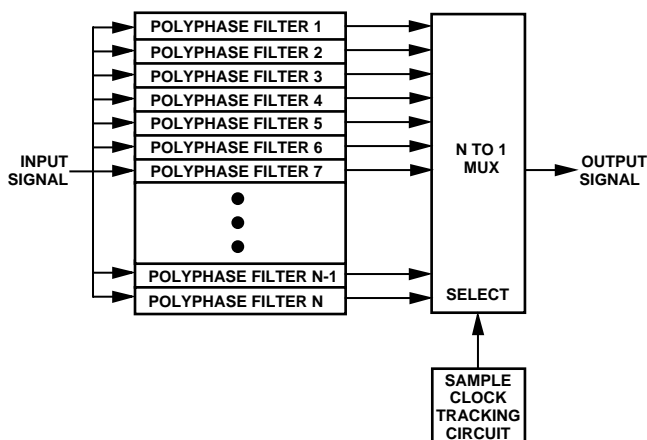 POLYPHASE FILTER 1
POLYPHASE FILTER 2
POLYPHASE FILTER 3
POLYPHASE FILTER 4
POLYPHASE FILTER 5
POLYPHASE FILTER 6
POLYPHASE FILTER 7
POLYPHASE FILTER N-1
POLYPHASE FILTER N
INPUT
SIGNAL
N TO 1
MUX
SELECT
OUTPUT
SIGNAL
SAMPLE
CLOCK
TRACKING
CIRCUIT